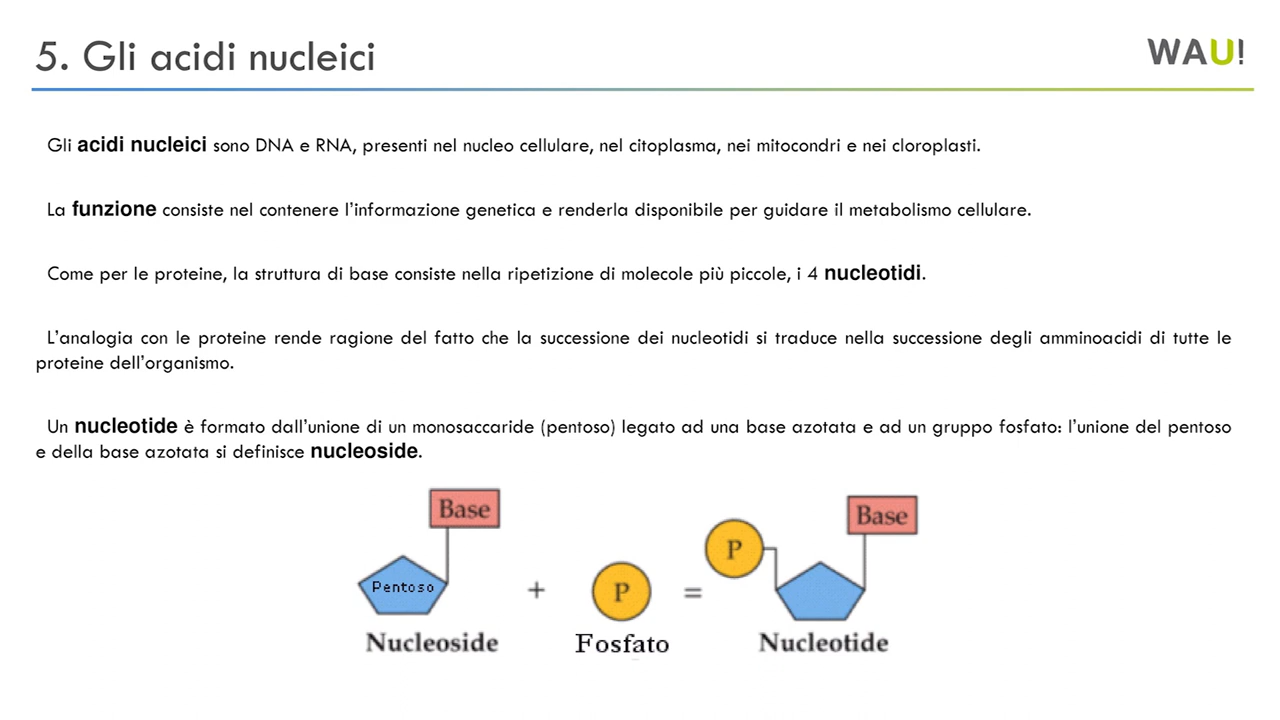 5. Gli acidi nucleici
WAU!
Gli acidi nucleici sono DNA e RNA, presenti nel nucleo cellulare, nel citoplasma, nei mitocondri e nei cloroplasti.
La funzione consiste nel contenere l'informazione genetica e renderla disponibile per guidare il metabolismo cellulare.
Come per le proteine, la struttura di base consiste nella ripetizione di molecole più piccole, i 4 nucleotidi.
L'analogia con le proteine rende ragione del fatto che la successione dei nucleotidi si traduce nella successione degli amminoacidi di tutte le
proteine dell'organismo.
Un nucleotide è formato dall'unione di un monosaccaride (pentoso) legato ad una base azotata e ad un gruppo fosfato: l'unione del pentoso
e della base azotata si definisce nucleoside.
Base
Pentoso
Nucleoside
+
P
Fosfato
=
P
Base
Nucleotide